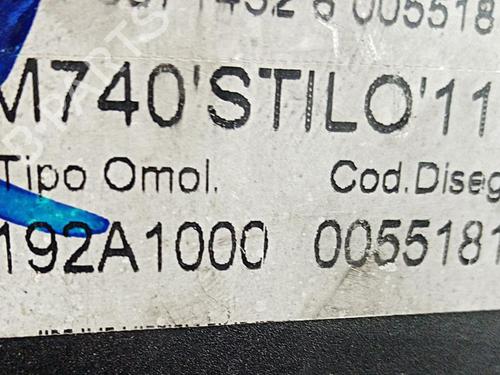 M740'STILO'11
Tipo Omol. Cod.Diseg
192A1000 0055181